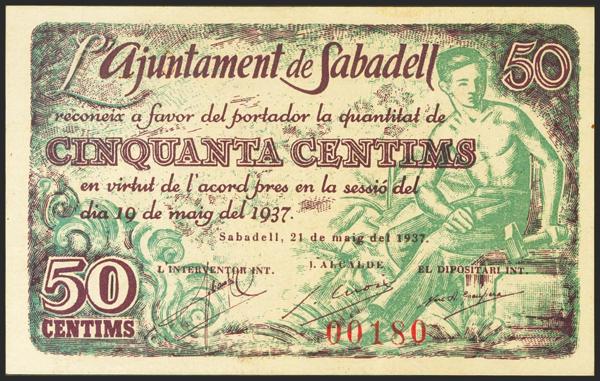 L'Ajuntament de Sabadell
50
reconeix a favor del portador la quantitat de
CINQUANTA CENTIMS
en virtut de l'acord pres en la sessió del
dia 19 de maig del 1937.
Sabadell, 21 de maig del 1937.
L'INTERVENTOR INT. L'ALCALDE EL DIPOSITARI INT.
50
CENTIMS
00180